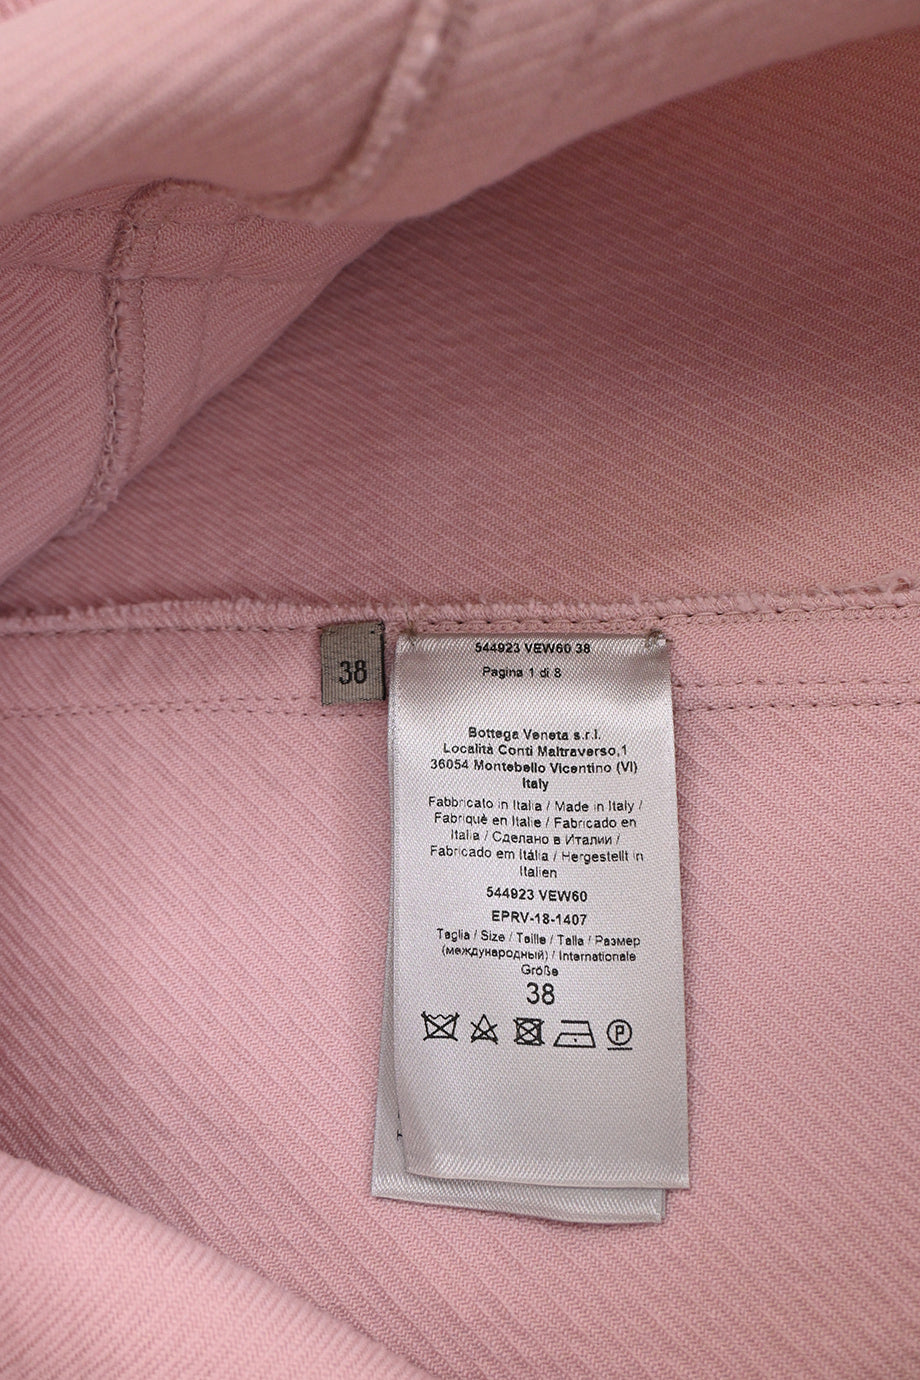 38
544923 VEW60 38
Pagina 1 di 8
Bottega Veneta s.r.l.
Località Conti Maltraverso,1
36054 Montebello Vicentino (VI)
Italy
Fabbricato in Italia / Made in Italy /
Fabriqué en Italie / Fabricado en
Italia / Сделано в Италии /
Fabricado em Itália / Hergestellt in
Italien
544923 VEW60
EPRV-18-1407
Taglia / Size / Taille / Talla / Размер
(международный) / Internationale
Größe
38
P